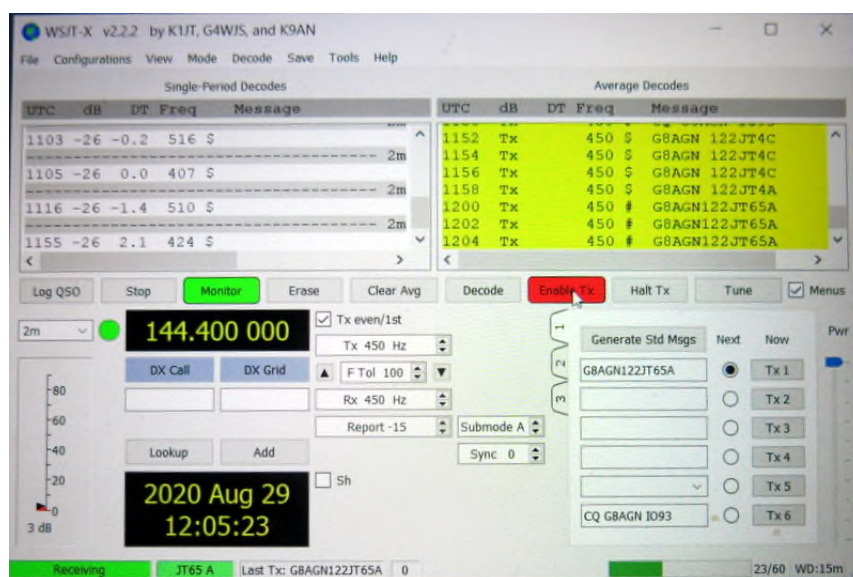 WSJT-X v2.2.2 by K1JT, G4WJS, and K9AN
File Configurations View Mode Decode Save Tools Help
Single-Period Decodes
UTC dB DT Freq Message
1103 -26 -0.2 516 $
2m
1105 -26 0.0 407 $
2m
1116 -26 -1.4 510 $
2m
1155 -26 2.1 424 $
Average Decodes
UTC dB DT Freq Message
1152 Tx 450 $ G8AGN 122JT4C
1154 Tx 450 $ G8AGN 122JT4C
1156 Tx 450 $ G8AGN 122JT4C
1158 Tx 450 $ G8AGN 122JT4A
1200 Tx 450 # G8AGN122JT65A
1202 Tx 450 # G8AGN122JT65A
1204 Tx 450 # G8AGN122JT65A
Log QSO Stop Monitor Erase Clear Avg Decode Enable Tx Halt Tx Tune Menus
2m
144.400 000
DX Call DX Grid
Lookup Add
2020 Aug 29
12:05:23
-80
-60
-40
-20
-0
3 dB
Tx even/1st
Tx 450 Hz
F Tol 100
Rx 450 Hz
Report -15
Submode A
Sync 0
Sh
1
2
3
Generate Std Msgs Next Now
G8AGN122JT65A Tx 1
Tx 2
Tx 3
Tx 4
Tx 5
CQ G8AGN IO93 Tx 6
Pwr
Receiving JT65 A Last Tx: G8AGN122JT65A 0 23/60 WD:15m